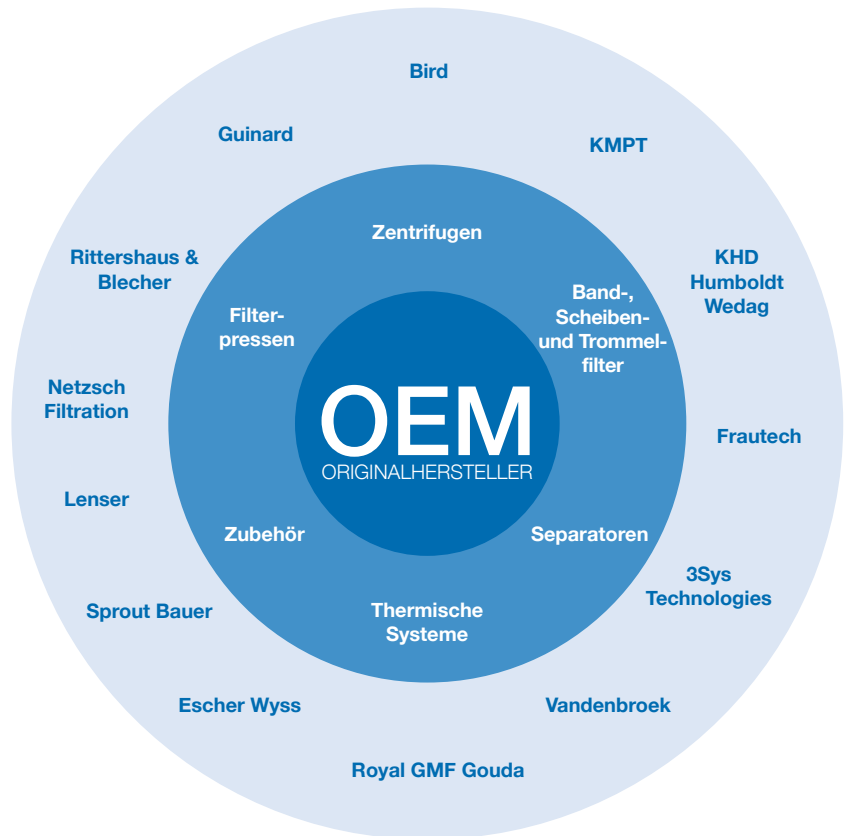 Bird
Guinard
KMPT
Rittershaus &
Blecher
KHD
Humboldt
Wedag
Netzsch
Filtration
Frautech
Lenser
3Sys
Technologies
Sprout Bauer
Escher Wyss
Vandenbroek
Royal GMF Gouda
Zentrifugen
Filter-
pressen
Band-,
Scheiben-
und Trommel-
filter
Zubehör
Separatoren
Thermische
Systeme
OEM
ORIGINALHERSTELLER